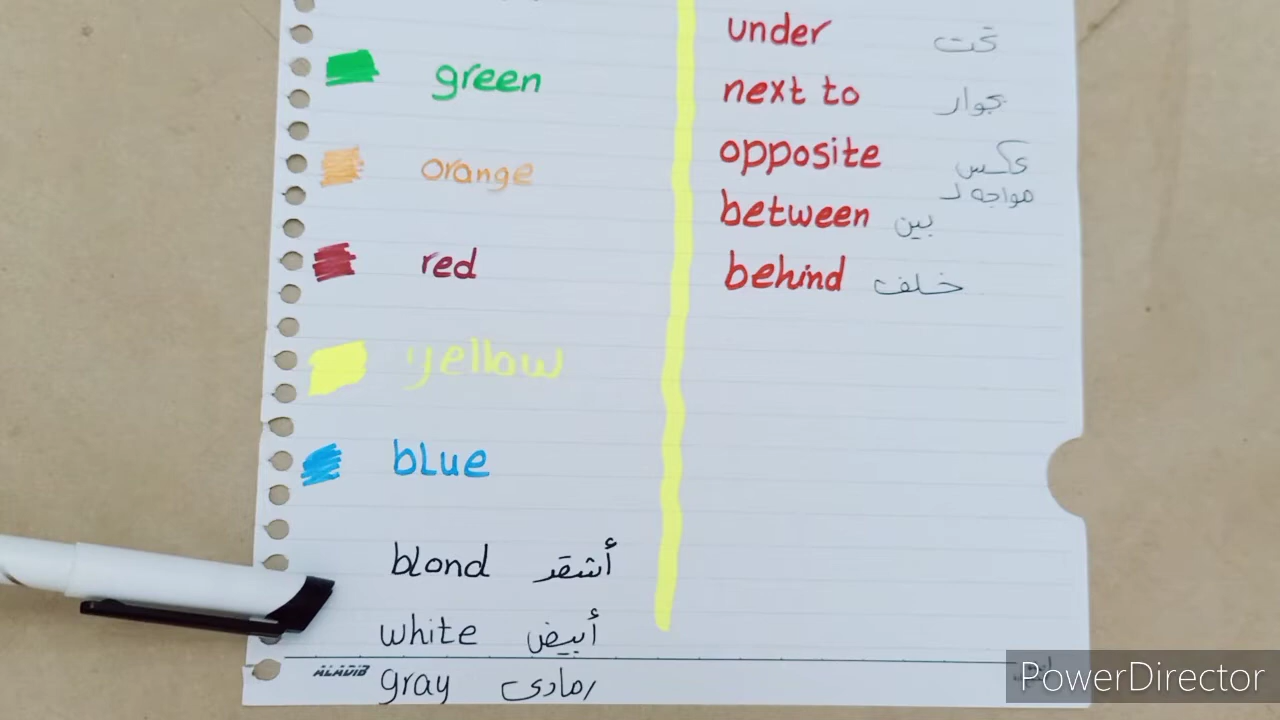 green
orange
red
yellow
blue
blond أشقر
white أبيض
gray رمادى
ALADIB
under تحت
next to بجوار
opposite عكس
مواجه لـ
between بين
behind خلف
PowerDirector